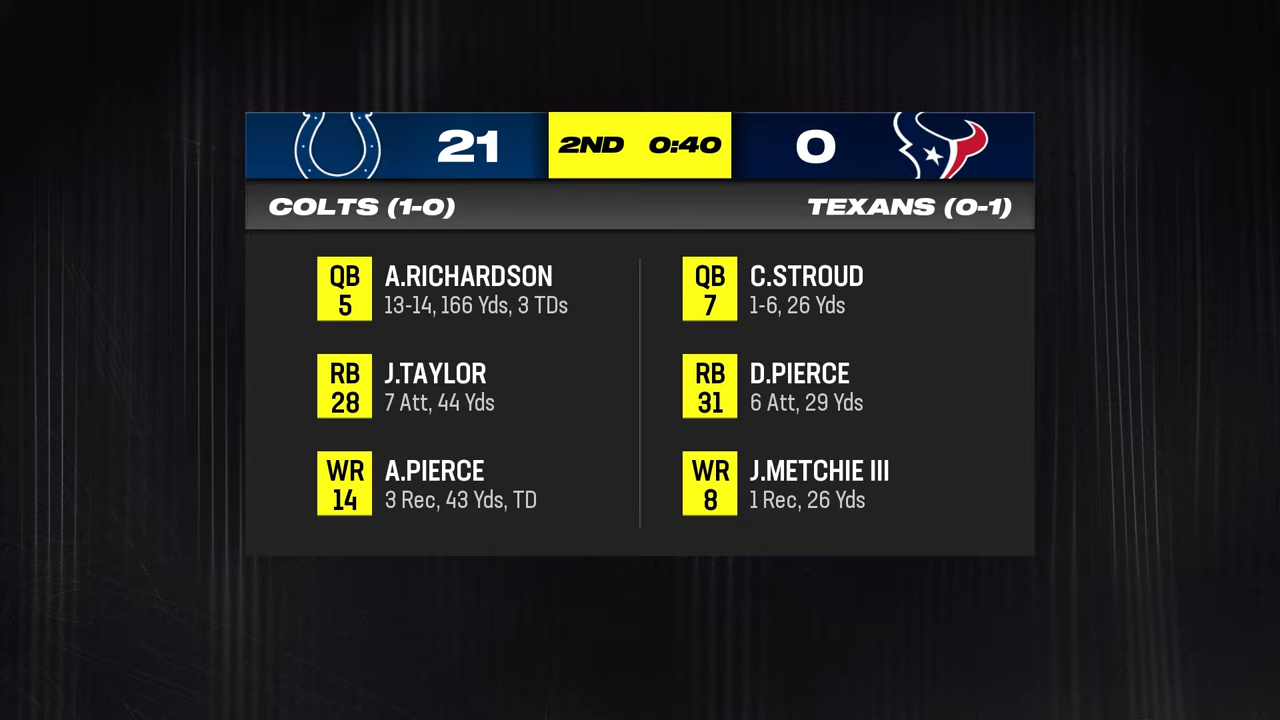 21 2ND 0:40 0
COLTS (1-0) TEXANS (0-1)
QB 5 A.RICHARDSON
13-14, 166 Yds, 3 TDs
RB 28 J.TAYLOR
7 Att, 44 Yds
WR 14 A.PIERCE
3 Rec, 43 Yds, TD
QB 7 C.STROUD
1-6, 26 Yds
RB 31 D.PIERCE
6 Att, 29 Yds
WR 8 J.METCHIE III
1 Rec, 26 Yds